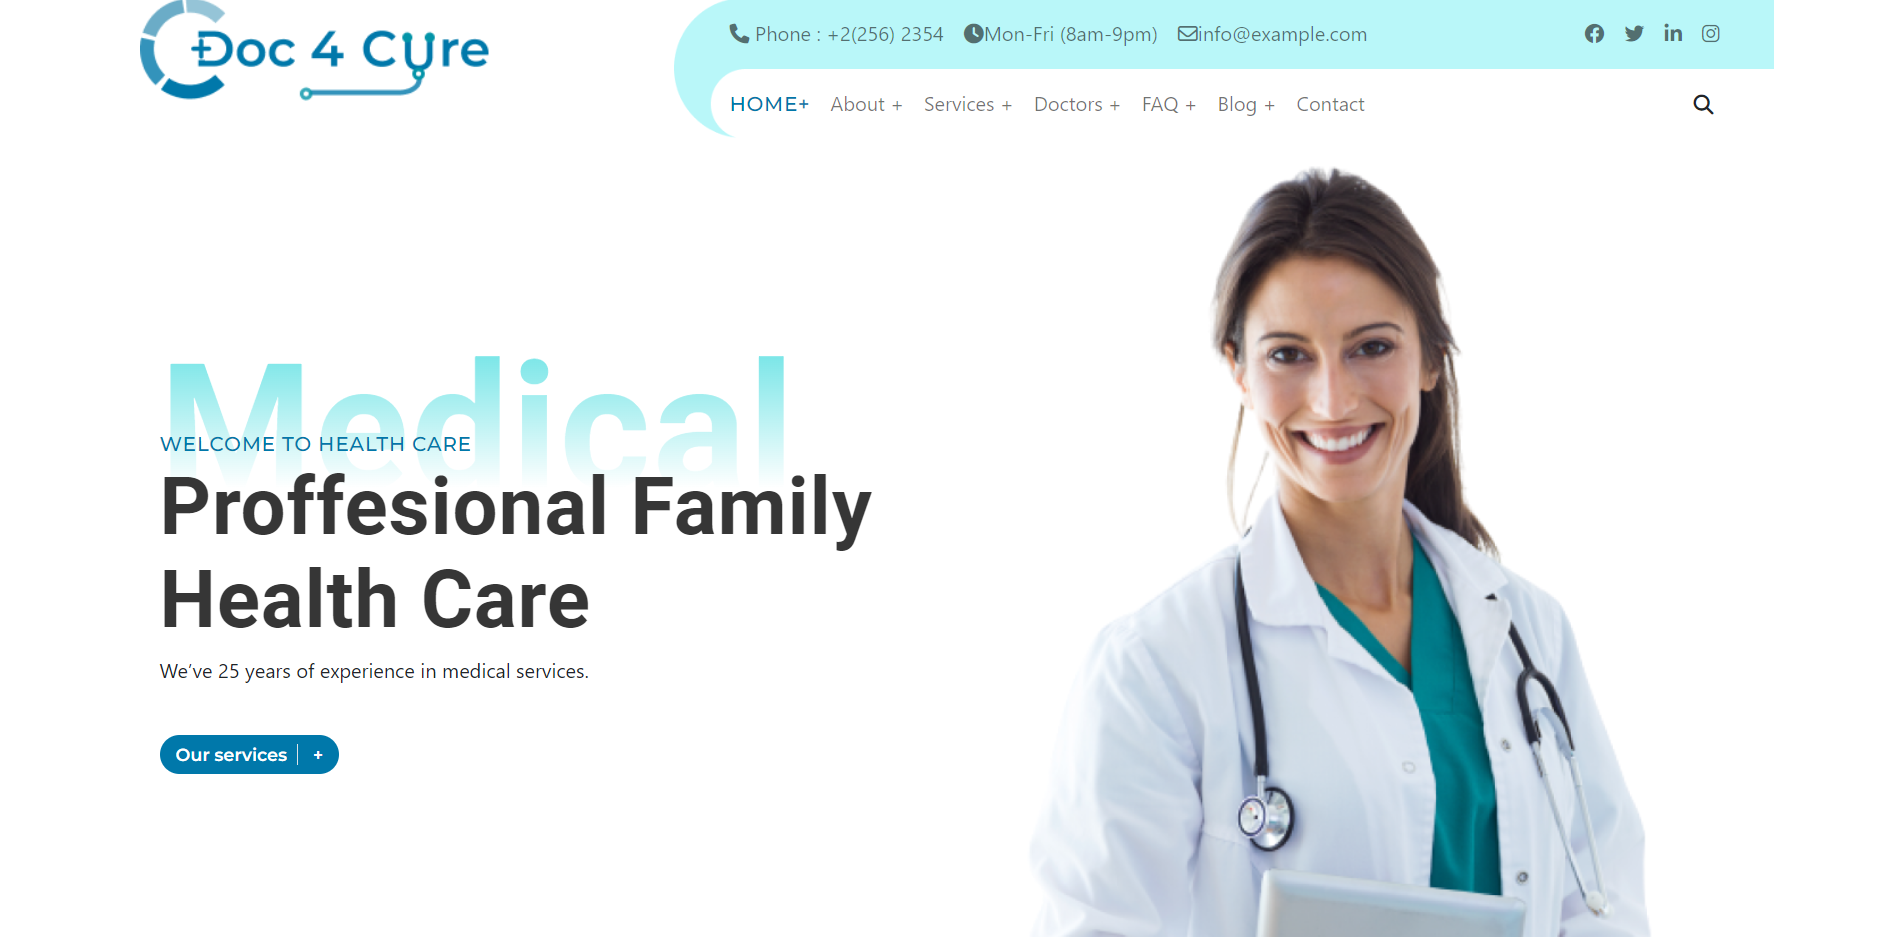 Doc 4 Cure
Phone : +2(256) 2354 Mon-Fri (8am-9pm) info@example.com
HOME+ About + Services + Doctors + FAQ + Blog + Contact
Medical
WELCOME TO HEALTH CARE
Proffesional Family
Health Care
We’ve 25 years of experience in medical services.
Our services +